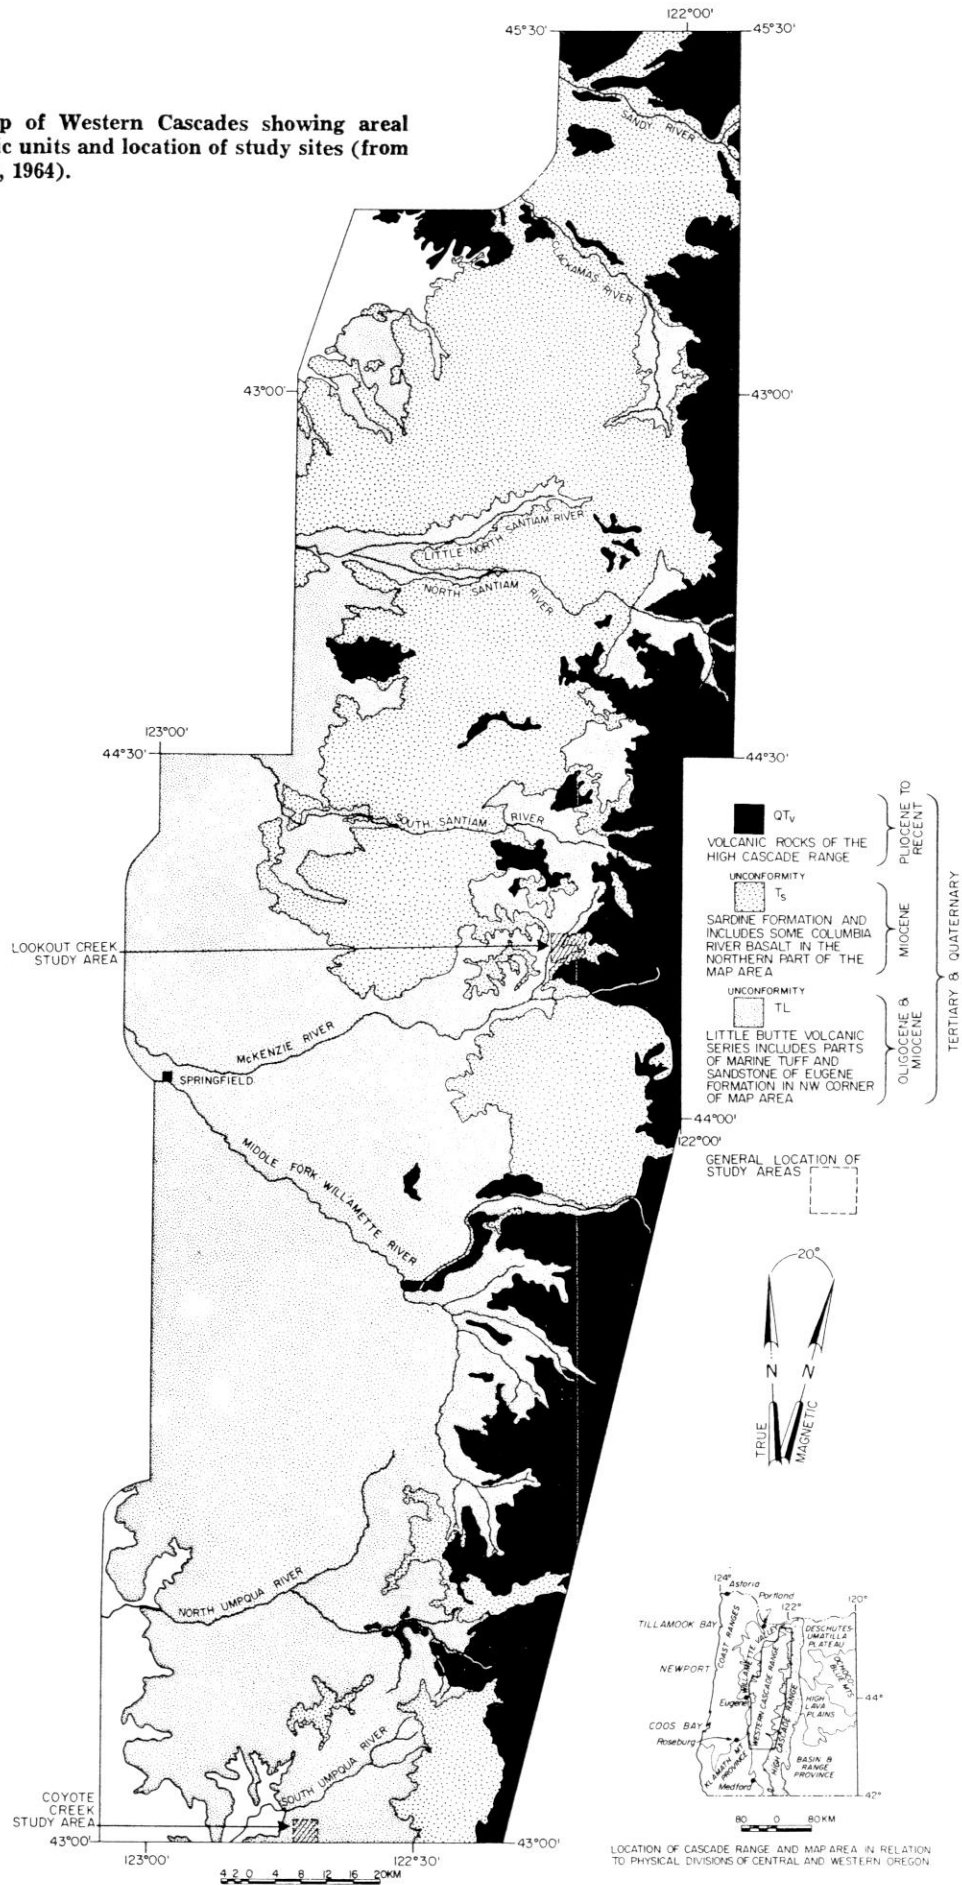 122°00'
45°30'
45°30'
p of Western Cascades showing areal
ic units and location of study sites (from
, 1964).
SANDY RIVER
CLACKAMAS RIVER
43°00'
43°00'
LITTLE NORTH SANTIAM RIVER
NORTH SANTIAM RIVER
123°00'
44°30'
44°30'
SOUTH SANTIAM RIVER
QTv
VOLCANIC ROCKS OF THE
HIGH CASCADE RANGE
PLIOCENE TO
RECENT
UNCONFORMITY
Ts
SARDINE FORMATION AND
INCLUDES SOME COLUMBIA
RIVER BASALT IN THE
NORTHERN PART OF THE
MAP AREA
MIOCENE
UNCONFORMITY
TL
LITTLE BUTTE VOLCANIC
SERIES INCLUDES PARTS
OF MARINE TUFF AND
SANDSTONE OF EUGENE
FORMATION IN NW CORNER
OF MAP AREA
OLIGOCENE &
MIOCENE
TERTIARY & QUATERNARY
LOOKOUT CREEK
STUDY AREA
McKENZIE RIVER
SPRINGFIELD
44°00'
122°00'
MIDDLE FORK WILLAMETTE RIVER
GENERAL LOCATION OF
STUDY AREAS
20°
N N
TRUE
MAGNETIC
NORTH UMPQUA RIVER
SOUTH UMPQUA RIVER
COYOTE
CREEK
STUDY AREA
43°00'
43°00'
123°00'
122°30'
4 2 0 4 8 12 16 20KM
124°
Astoria
Portland
122°
120°
TILLAMOOK BAY
COAST RANGES
WILLAMETTE VALLEY
DESCHUTES-
UMATILLA
PLATEAU
OCHOCO
BLUE MTS
NEWPORT
WESTERN CASCADE RANGE
HIGH CASCADE RANGE
Eugene
44°
HIGH
LAVA
PLAINS
COOS BAY
Roseburg
KLAMATH MT
PROVINCE
BASIN &
RANGE
PROVINCE
Medford
42°
80 0 80KM
LOCATION OF CASCADE RANGE AND MAP AREA IN RELATION
TO PHYSICAL DIVISIONS OF CENTRAL AND WESTERN OREGON